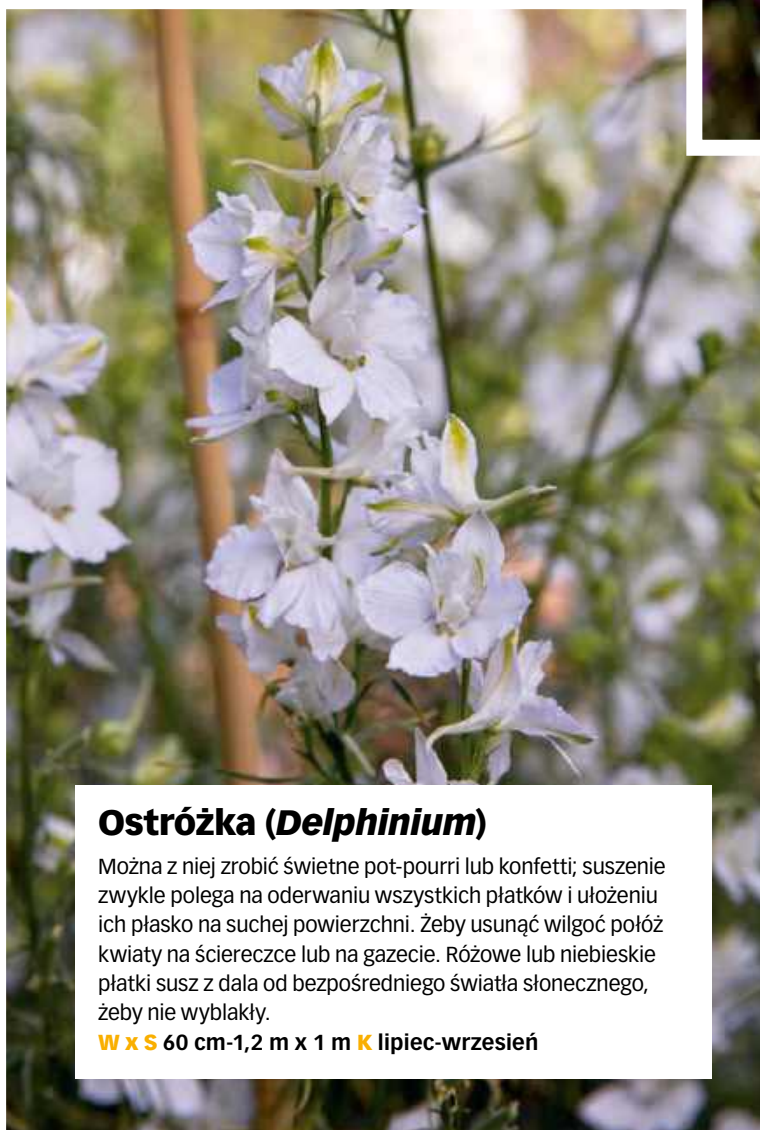 Ostróżka (Delphinium)
Można z niej zrobić świetne pot-pourri lub konfetti; suszenie
zwykle polega na oderwaniu wszystkich płatków i ułożeniu
ich płasko na suchej powierzchni. Żeby usunąć wilgoć połóż
kwiaty na ściereczce lub na gazecie. Różowe lub niebieskie
płatki susz z dala od bezpośredniego światła słonecznego,
żeby nie wyblakły.
W x S 60 cm-1,2 m x 1 m K lipiec-wrzesień